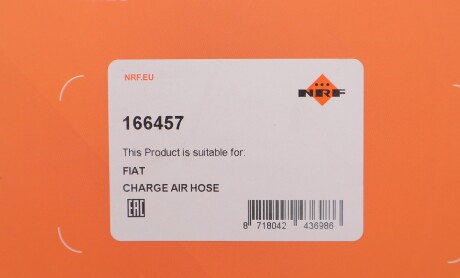 NRF.EU
NRF
166457
This Product is suitable for:
FIAT
CHARGE AIR HOSE
EAC
8 718042 436986